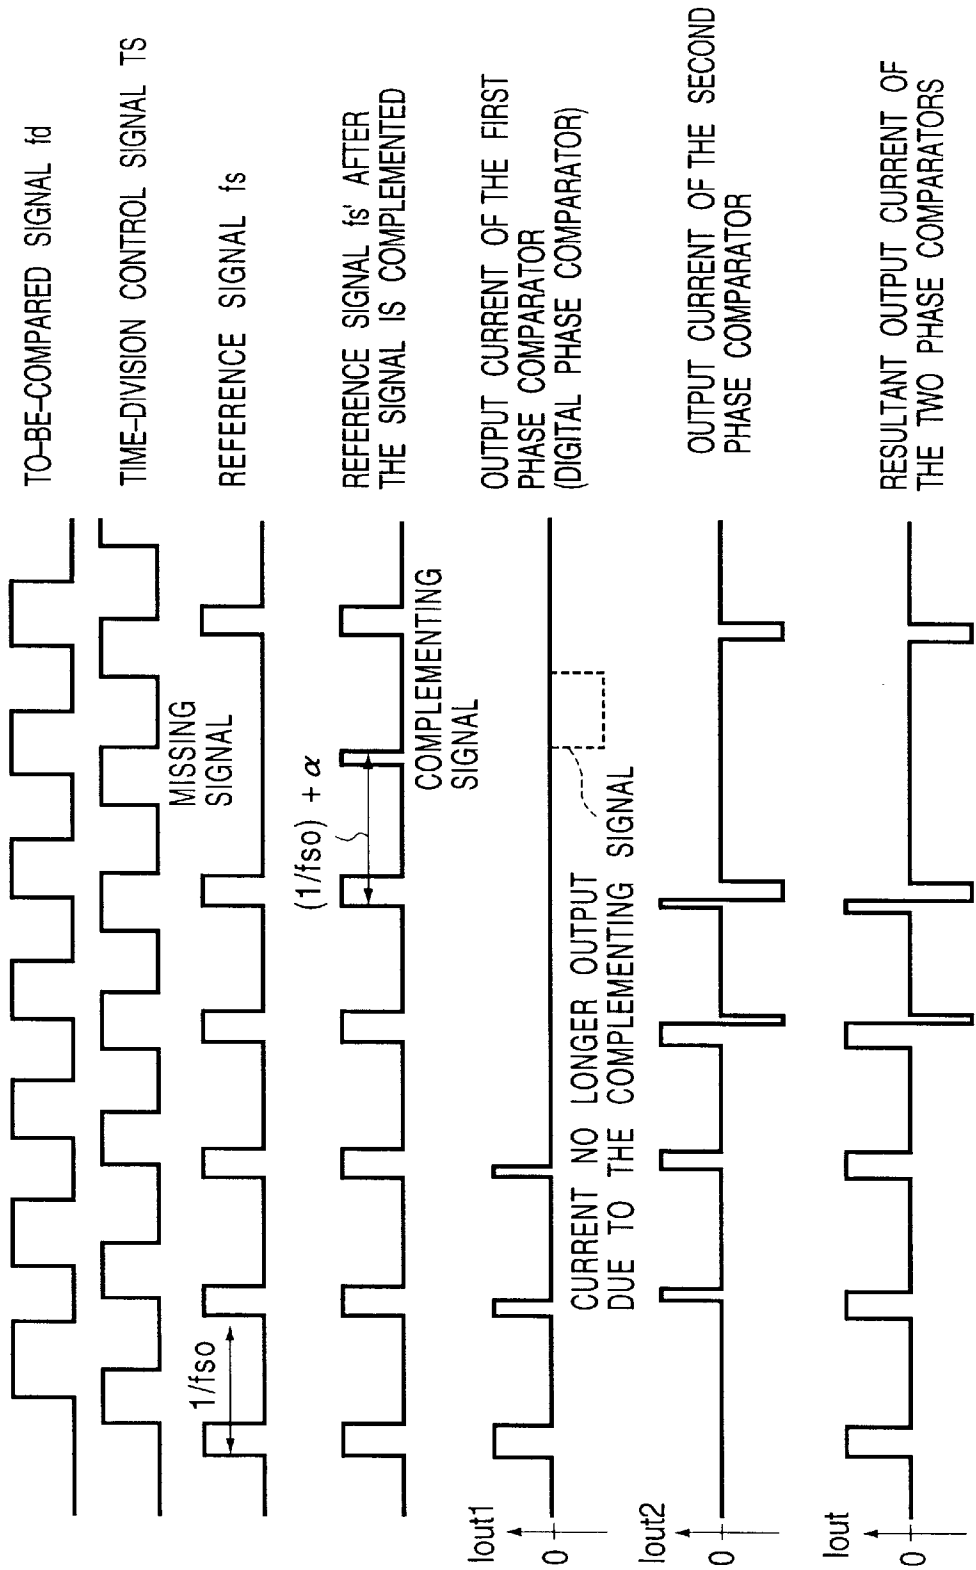 TO-BE-COMPARED SIGNAL fd
TIME-DIVISION CONTROL SIGNAL TS
MISSING
SIGNAL
1/fso
REFERENCE SIGNAL fs
(1/fso) + α
REFERENCE SIGNAL fs' AFTER
THE SIGNAL IS COMPLEMENTED
COMPLEMENTING
SIGNAL
Iout1
0
OUTPUT CURRENT OF THE FIRST
PHASE COMPARATOR
(DIGITAL PHASE COMPARATOR)
CURRENT NO LONGER OUTPUT
DUE TO THE COMPLEMENTING SIGNAL
Iout2
0
OUTPUT CURRENT OF THE SECOND
PHASE COMPARATOR
Iout
0
RESULTANT OUTPUT CURRENT OF
THE TWO PHASE COMPARATORS